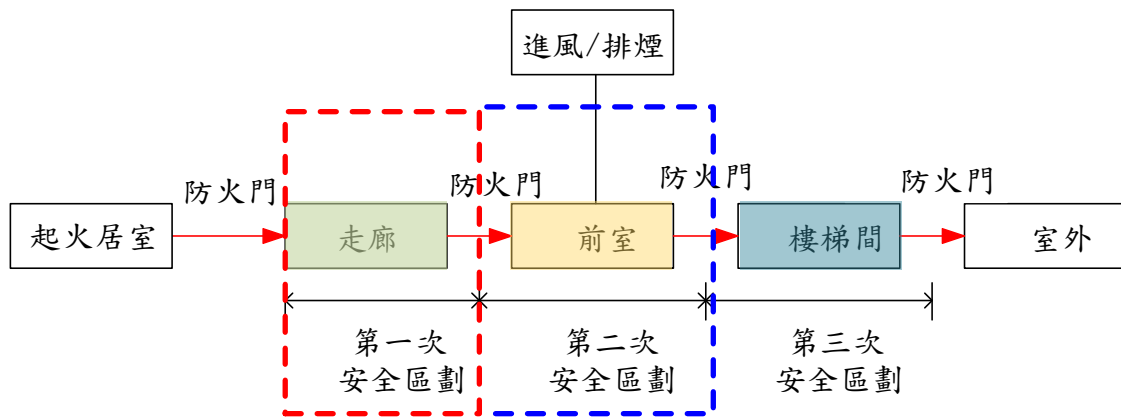 進風/排煙
防火門
防火門
防火門
防火門
起火居室
走廊
前室
樓梯間
室外
第一次
安全區劃
第二次
安全區劃
第三次
安全區劃